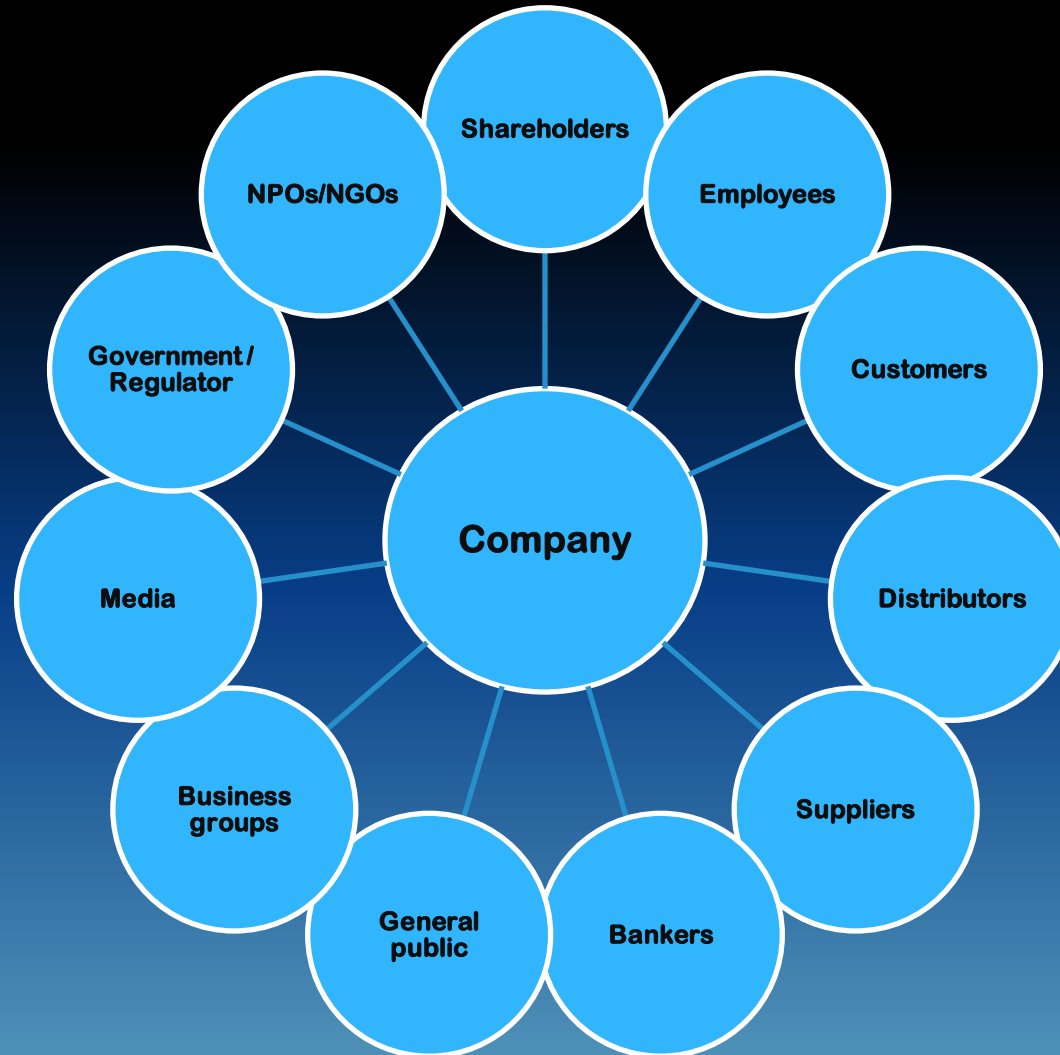 Shareholders
NPOs/NGOs
Employees
Government/
Regulator
Customers
Company
Media
Distributors
Business
groups
Suppliers
General
public
Bankers